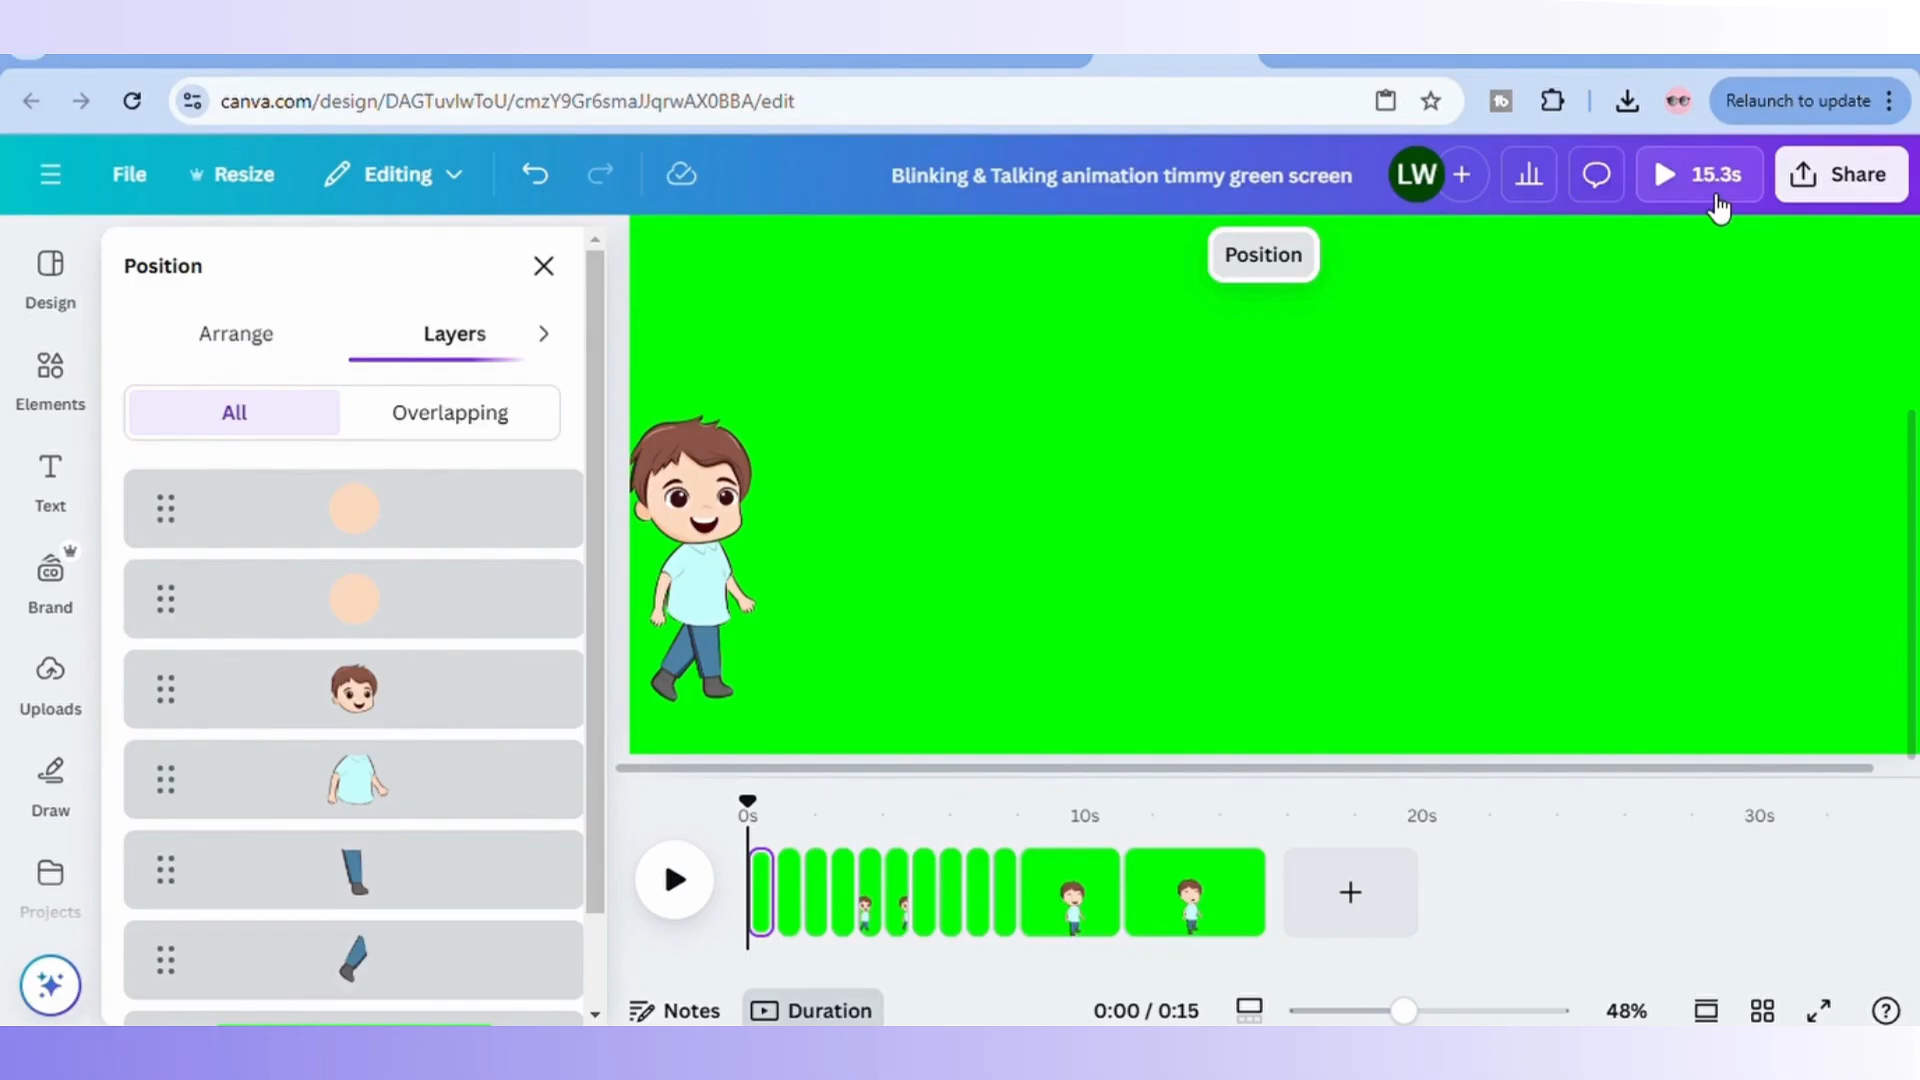 canva.com/design/DAGTuvlwToU/cmzY9Gr6smaJJqrwAX0BBA/edit
Relaunch to update
File
Resize
Editing
Blinking & Talking animation timmy green screen
LW
15.3s
Share
Design
Elements
Text
Brand
Uploads
Draw
Projects
Position
Arrange
Layers
All
Overlapping
Position
0s
10s
20s
30s
Notes
Duration
0:00 / 0:15
48%